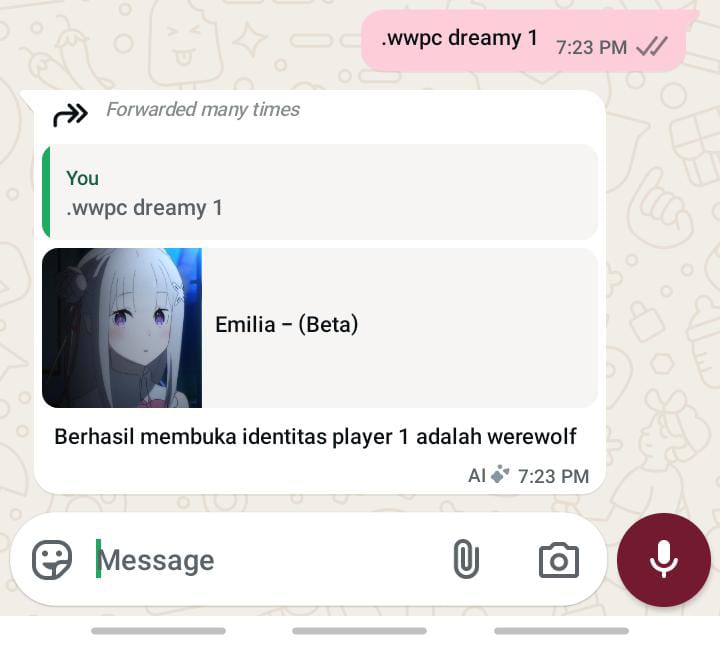 .wwpc dreamy 1
7:23 PM
Forwarded many times
You
.wwpc dreamy 1
Emilia - (Beta)
Berhasil membuka identitas player 1 adalah werewolf
AI 7:23 PM
Message